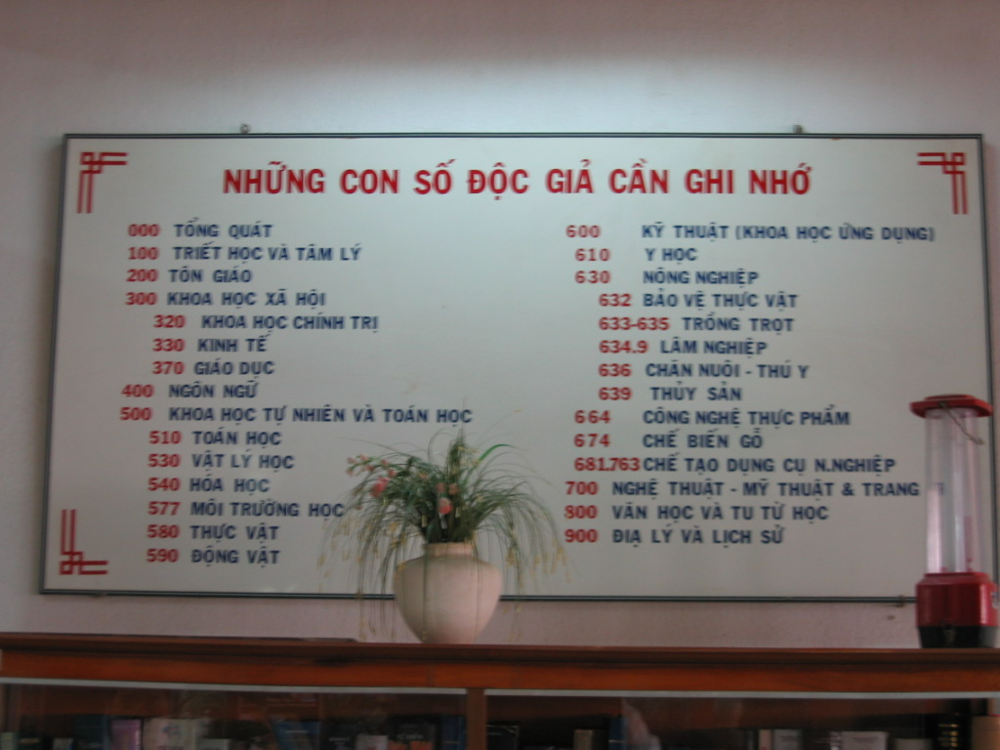 NHỮNG CON SỐ ĐỘC GIẢ CẦN GHI NHỚ
000 TỔNG QUÁT
100 TRIẾT HỌC VÀ TÂM LÝ
200 TÔN GIÁO
300 KHOA HỌC XÃ HỘI
320 KHOA HỌC CHÍNH TRỊ
330 KINH TẾ
370 GIÁO DỤC
400 NGÔN NGỮ
500 KHOA HỌC TỰ NHIÊN VÀ TOÁN HỌC
510 TOÁN HỌC
530 VẬT LÝ HỌC
540 HÓA HỌC
577 MÔI TRƯỜNG HỌC
580 THỰC VẬT
590 ĐỘNG VẬT
600 KỸ THUẬT (KHOA HỌC ỨNG DỤNG)
610 Y HỌC
630 NÔNG NGHIỆP
632 BẢO VỆ THỰC VẬT
633-635 TRỒNG TRỌT
634.9 LÂM NGHIỆP
636 CHĂN NUÔI - THÚ Y
639 THỦY SẢN
664 CÔNG NGHỆ THỰC PHẨM
674 CHẾ BIẾN GỖ
681.763 CHẾ TẠO DỤNG CỤ N.NGHIỆP
700 NGHỆ THUẬT - MỸ THUẬT & TRANG
800 VĂN HỌC VÀ TU TỪ HỌC
900 ĐỊA LÝ VÀ LỊCH SỬ